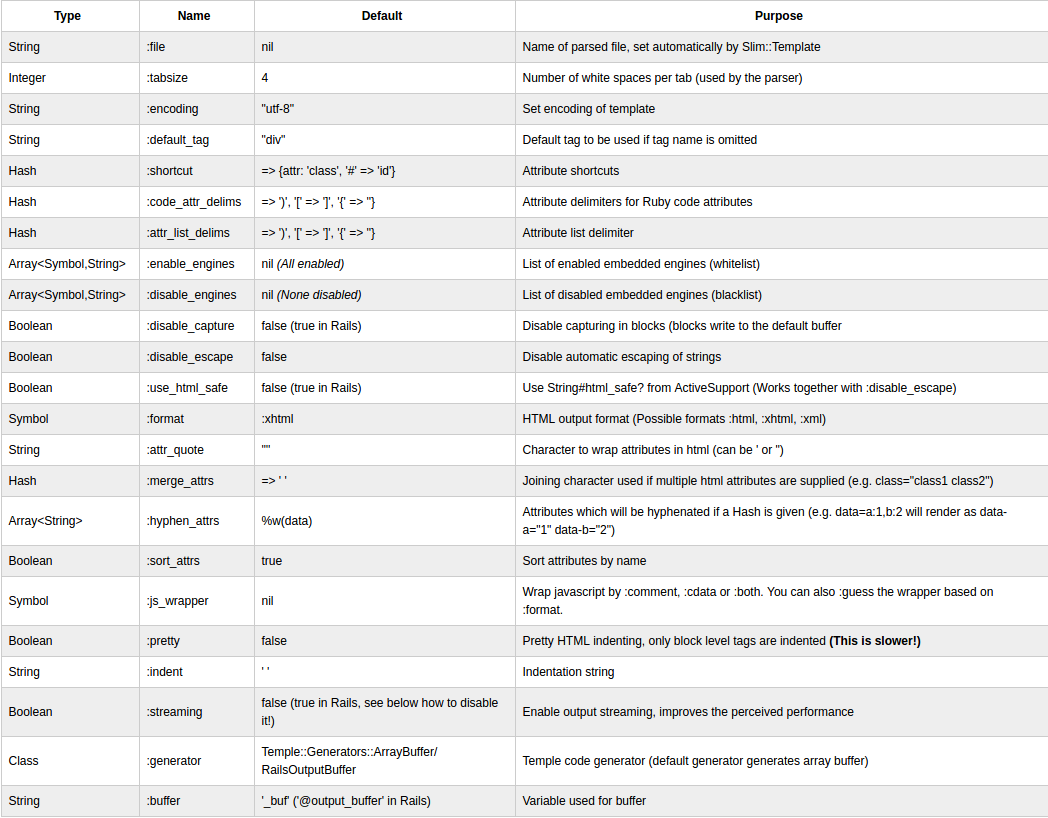 Type Name Default Purpose
String :file nil Name of parsed file, set automatically by Slim::Template
Integer :tabsize 4 Number of white spaces per tab (used by the parser)
String :encoding "utf-8" Set encoding of template
String :default_tag "div" Default tag to be used if tag name is omitted
Hash :shortcut => {attr: 'class', '#' => 'id'} Attribute shortcuts
Hash :code_attr_delims => ')', '[' => ']', '{' => ''} Attribute delimiters for Ruby code attributes
Hash :attr_list_delims => ')', '[' => ']', '{' => ''} Attribute list delimiter
Array<Symbol,String> :enable_engines nil (All enabled) List of enabled embedded engines (whitelist)
Array<Symbol,String> :disable_engines nil (None disabled) List of disabled embedded engines (blacklist)
Boolean :disable_capture false (true in Rails) Disable capturing in blocks (blocks write to the default buffer
Boolean :disable_escape false Disable automatic escaping of strings
Boolean :use_html_safe false (true in Rails) Use String#html_safe? from ActiveSupport (Works together with :disable_escape)
Symbol :format :xhtml HTML output format (Possible formats :html, :xhtml, :xml)
String :attr_quote '"' Character to wrap attributes in html (can be ' or ")
Hash :merge_attrs => ' ' Joining character used if multiple html attributes are supplied (e.g. class="class1 class2")
Array<String> :hyphen_attrs %w(data) Attributes which will be hyphenated if a Hash is given (e.g. data=a:1,b:2 will render as data-
a="1" data-b="2")
Boolean :sort_attrs true Sort attributes by name
Symbol :js_wrapper nil Wrap javascript by :comment, :cdata or :both. You can also :guess the wrapper based on
:format.
Boolean :pretty false Pretty HTML indenting, only block level tags are indented (This is slower!)
String :indent ' ' Indentation string
Boolean :streaming false (true in Rails, see below how to disable
it!) Enable output streaming, improves the perceived performance
Class :generator Temple::Generators::ArrayBuffer/
RailsOutputBuffer Temple code generator (default generator generates array buffer)
String :buffer '_buf' ('@output_buffer' in Rails) Variable used for buffer